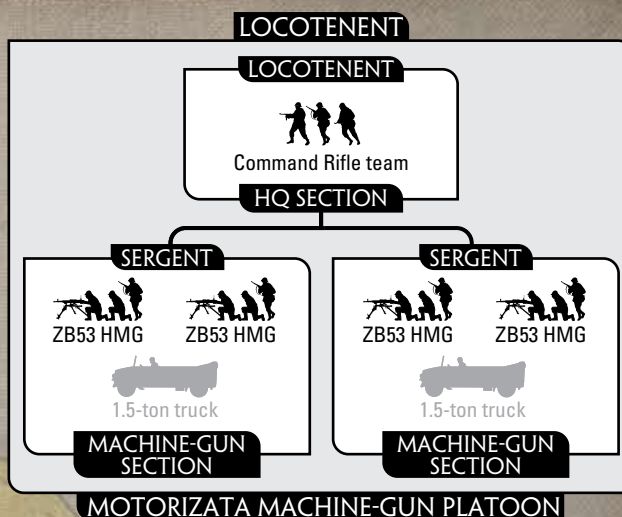 LOCOTENENT
LOCOTENENT
Command Rifle team
HQ SECTION
SERGENT
ZB53 HMG ZB53 HMG
1.5-ton truck
MACHINE-GUN
SECTION
SERGENT
ZB53 HMG ZB53 HMG
1.5-ton truck
MACHINE-GUN
SECTION
MOTORIZATA MACHINE-GUN PLATOON